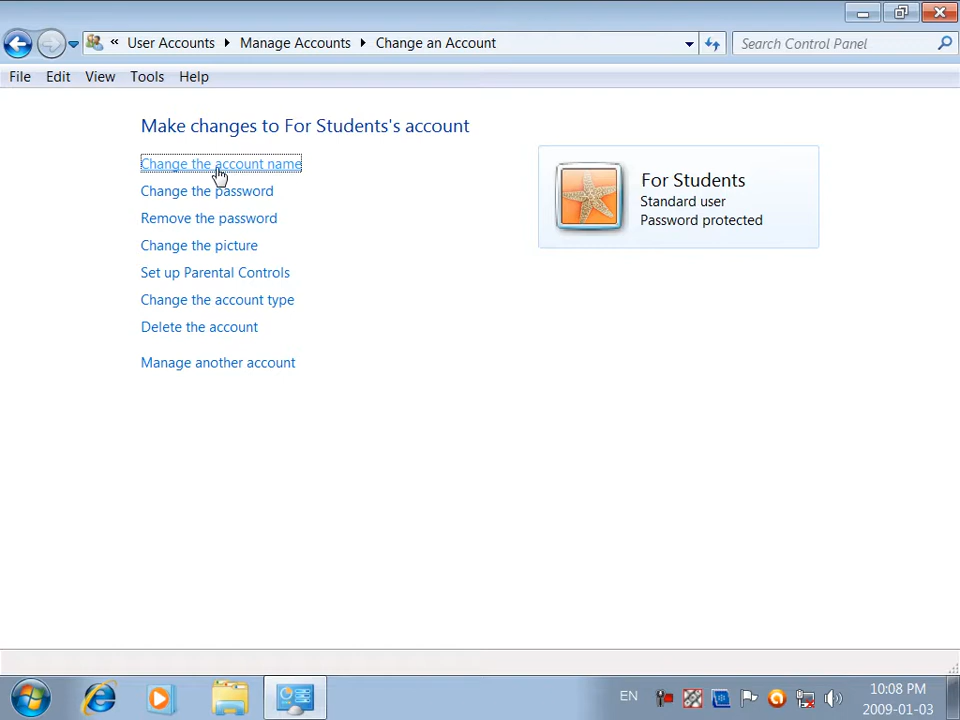 « User Accounts Manage Accounts Change an Account
Search Control Panel
File Edit View Tools Help
Make changes to For Students's account
Change the account name
Change the password
Remove the password
Change the picture
Set up Parental Controls
Change the account type
Delete the account
Manage another account
For Students
Standard user
Password protected
EN
10:08 PM
2009-01-03